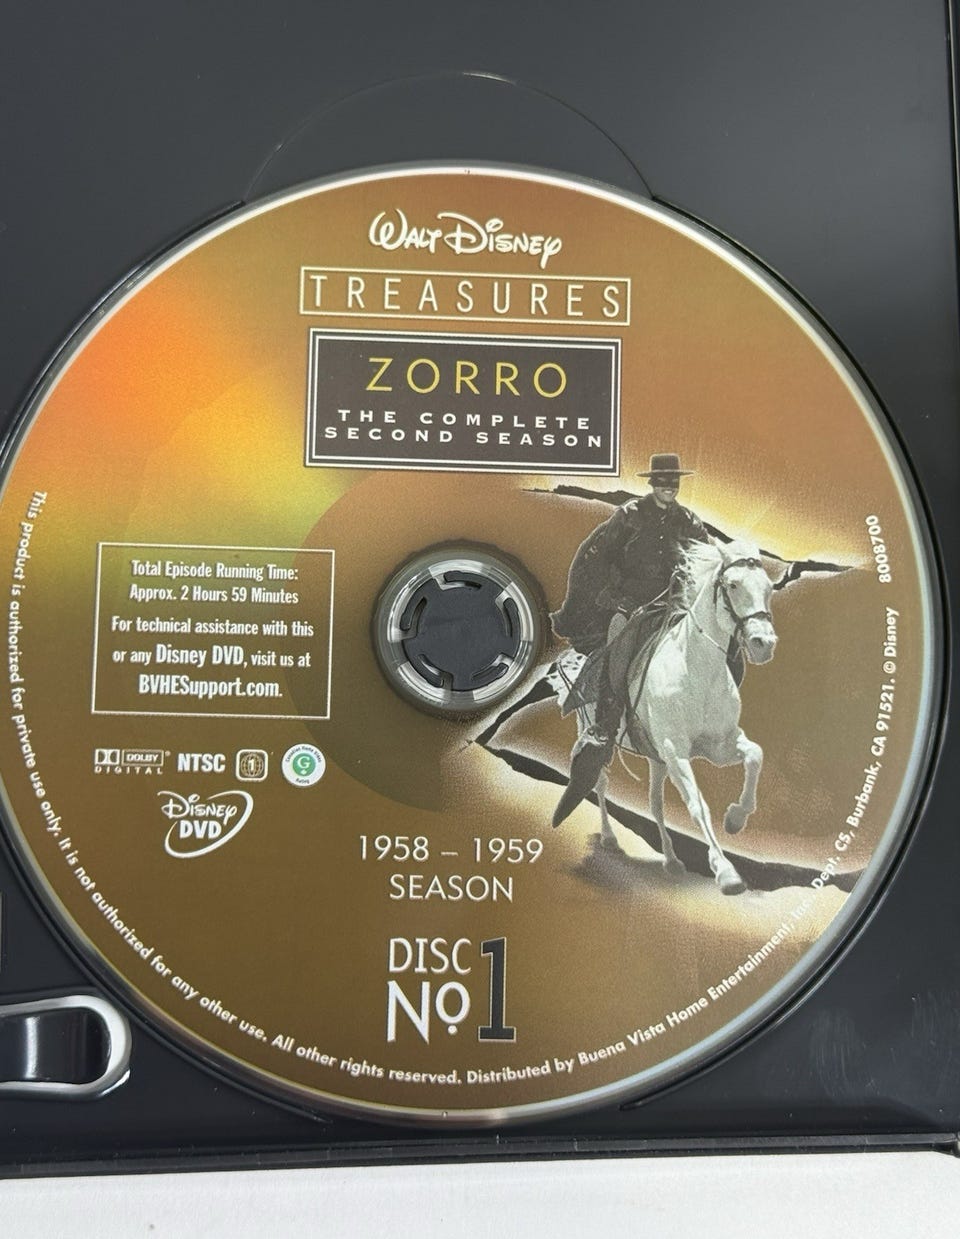 WALT DISNEY
TREASURES
ZORRO
THE COMPLETE
SECOND SEASON
Total Episode Running Time:
Approx. 2 Hours 59 Minutes
For technical assistance with this
or any Disney DVD, visit us at
BVHESupport.com.
DOLBY
DIGITAL
NTSC
1
G
DISNEY
DVD
1958 – 1959
SEASON
DISC
No 1
This product is authorized for private use only. It is not authorized for any other use. All other rights reserved. Distributed by Buena Vista Home Entertainment, Inc. Dept. CS, Burbank, CA 91521. © Disney 8008700